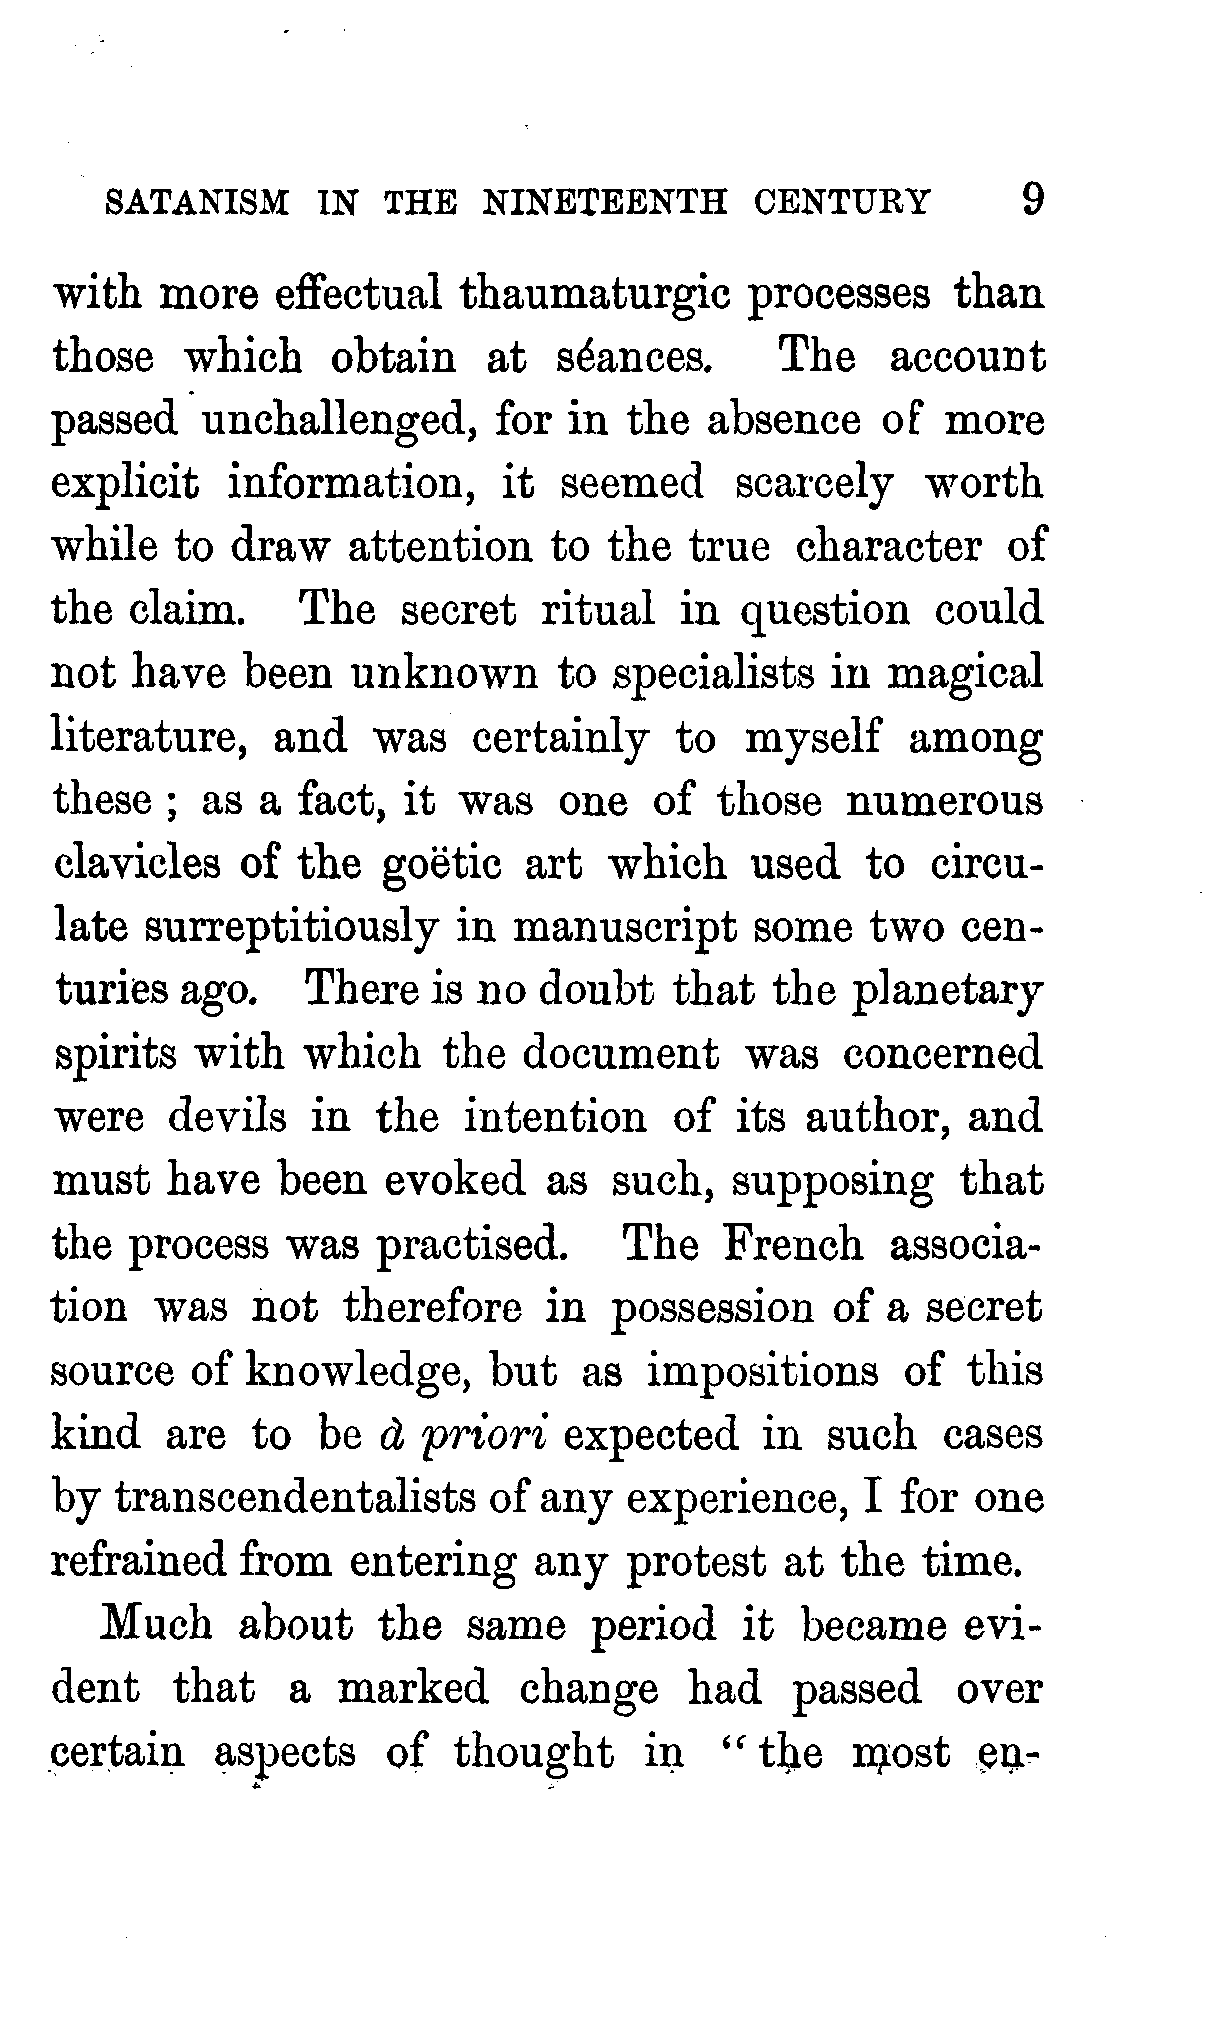 SATANISM IN THE NINETEENTH CENTURY 9
with more effectual thaumaturgic processes than
those which obtain at séances. The account
passed unchallenged, for in the absence of more
explicit information, it seemed scarcely worth
while to draw attention to the true character of
the claim. The secret ritual in question could
not have been unknown to specialists in magical
literature, and was certainly to myself among
these ; as a fact, it was one of those numerous
clavicles of the goëtic art which used to circu-
late surreptitiously in manuscript some two cen-
turies ago. There is no doubt that the planetary
spirits with which the document was concerned
were devils in the intention of its author, and
must have been evoked as such, supposing that
the process was practised. The French associa-
tion was not therefore in possession of a secret
source of knowledge, but as impositions of this
kind are to be à priori expected in such cases
by transcendentalists of any experience, I for one
refrained from entering any protest at the time.
Much about the same period it became evi-
dent that a marked change had passed over
certain aspects of thought in “the most en-